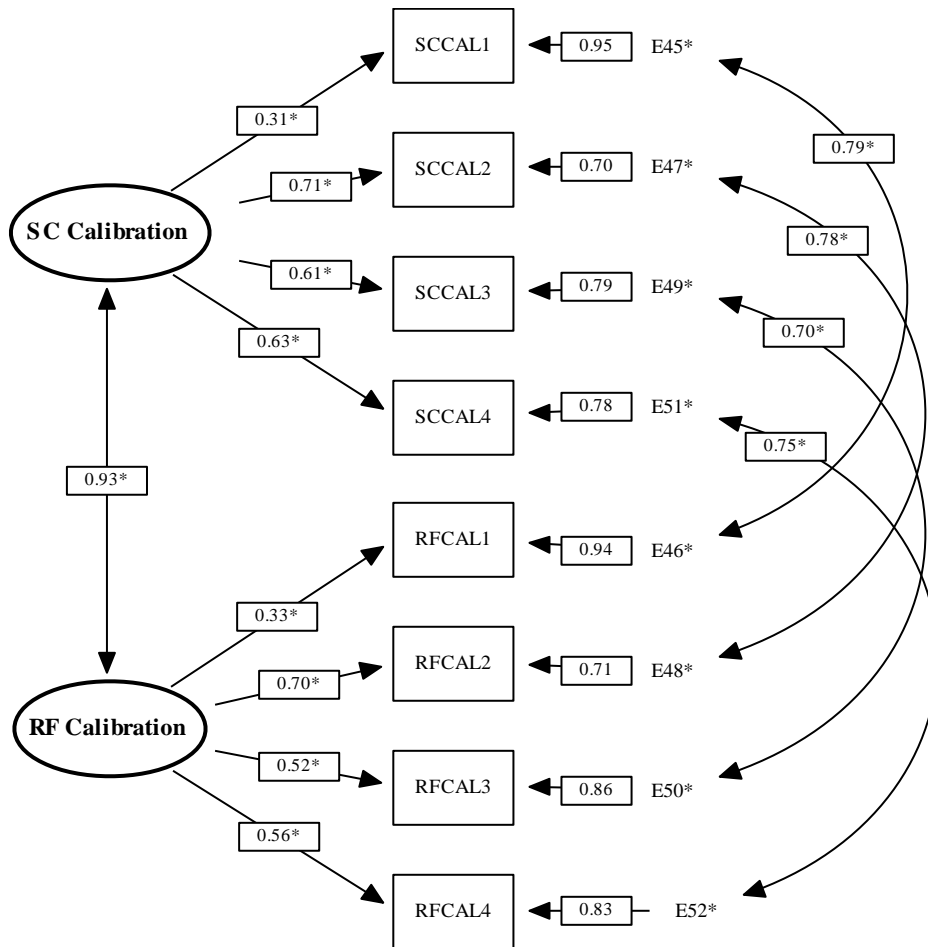 SCCAL1
0.95
E45*
0.31*
0.79*
SCCAL2
0.70
E47*
0.71*
SC Calibration
0.78*
SCCAL3
0.79
E49*
0.61*
0.70*
0.63*
SCCAL4
0.78
E51*
0.75*
0.93*
RFCAL1
0.94
E46*
0.33*
RFCAL2
0.71
E48*
0.70*
RF Calibration
0.52*
RFCAL3
0.86
E50*
0.56*
RFCAL4
0.83
E52*